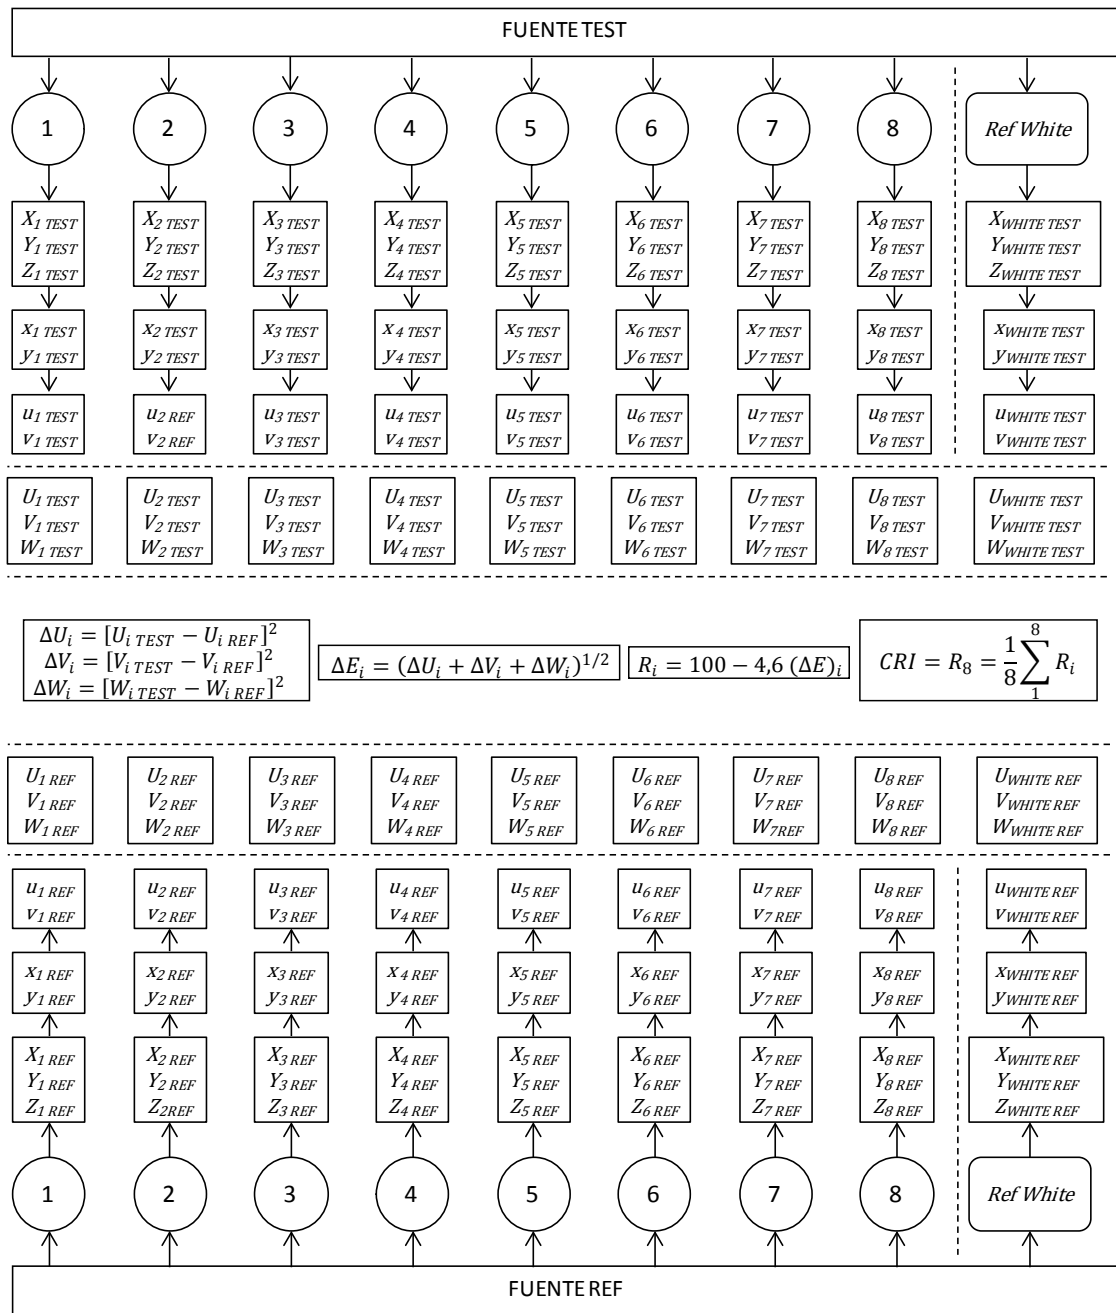 FUENTE TEST
1 2 3 4 5 6 7 8 Ref White
X1 TEST X2 TEST X3 TEST X4 TEST X5 TEST X6 TEST X7 TEST X8 TEST XWHITE TEST
Y1 TEST Y2 TEST Y3 TEST Y4 TEST Y5 TEST Y6 TEST Y7 TEST Y8 TEST YWHITE TEST
Z1 TEST Z2 TEST Z3 TEST Z4 TEST Z5 TEST Z6 TEST Z7 TEST Z8 TEST ZWHITE TEST
x1 TEST x2 TEST x3 TEST x4 TEST x5 TEST x6 TEST x7 TEST x8 TEST xWHITE TEST
y1 TEST y2 TEST y3 TEST y4 TEST y5 TEST y6 TEST y7 TEST y8 TEST yWHITE TEST
u1 TEST u2 REF u3 TEST u4 TEST u5 TEST u6 TEST u7 TEST u8 TEST uWHITE TEST
v1 TEST v2 REF v3 TEST v4 TEST v5 TEST v6 TEST v7 TEST v8 TEST vWHITE TEST
U1 TEST U2 TEST U3 TEST U4 TEST U5 TEST U6 TEST U7 TEST U8 TEST UWHITE TEST
V1 TEST V2 TEST V3 TEST V4 TEST V5 TEST V6 TEST V7 TEST V8 TEST VWHITE TEST
W1 TEST W2 TEST W3 TEST W4 TEST W5 TEST W6 TEST W7 TEST W8 TEST WWHITE TEST
ΔUi = [Ui TEST − Ui REF]²
ΔVi = [Vi TEST − Vi REF]²
ΔWi = [Wi TEST − Wi REF]²
ΔEi = (ΔUi + ΔVi + ΔWi)^1/2
Ri = 100 − 4,6 (ΔE)i
CRI = R8 = 1/8 ∑_1^8 Ri
U1 REF U2 REF U3 REF U4 REF U5 REF U6 REF U7 REF U8 REF UWHITE REF
V1 REF V2 REF V3 REF V4 REF V5 REF V6 REF V7 REF V8 REF VWHITE REF
W1 REF W2 REF W3 REF W4 REF W5 REF W6 REF W7REF W8 REF WWHITE REF
u1 REF u2 REF u3 REF u4 REF u5 REF u6 REF u7 REF u8 REF uWHITE REF
v1 REF v2 REF v3 REF v4 REF v5 REF v6 REF v7 REF v8 REF vWHITE REF
x1 REF x2 REF x3 REF x4 REF x5 REF x6 REF x7 REF x8 REF xWHITE REF
y1 REF y2 REF y3 REF y4 REF y5 REF y6 REF y7 REF y8 REF yWHITE REF
X1 REF X2 REF X3 REF X4 REF X5 REF X6 REF X7 REF X8 REF XWHITE REF
Y1 REF Y2 REF Y3 REF Y4 REF Y5 REF Y6 REF Y7 REF Y8 REF YWHITE REF
Z1 REF Z2REF Z3 REF Z4 REF Z5 REF Z6 REF Z7 REF Z8 REF ZWHITE REF
1 2 3 4 5 6 7 8 Ref White
FUENTE REF